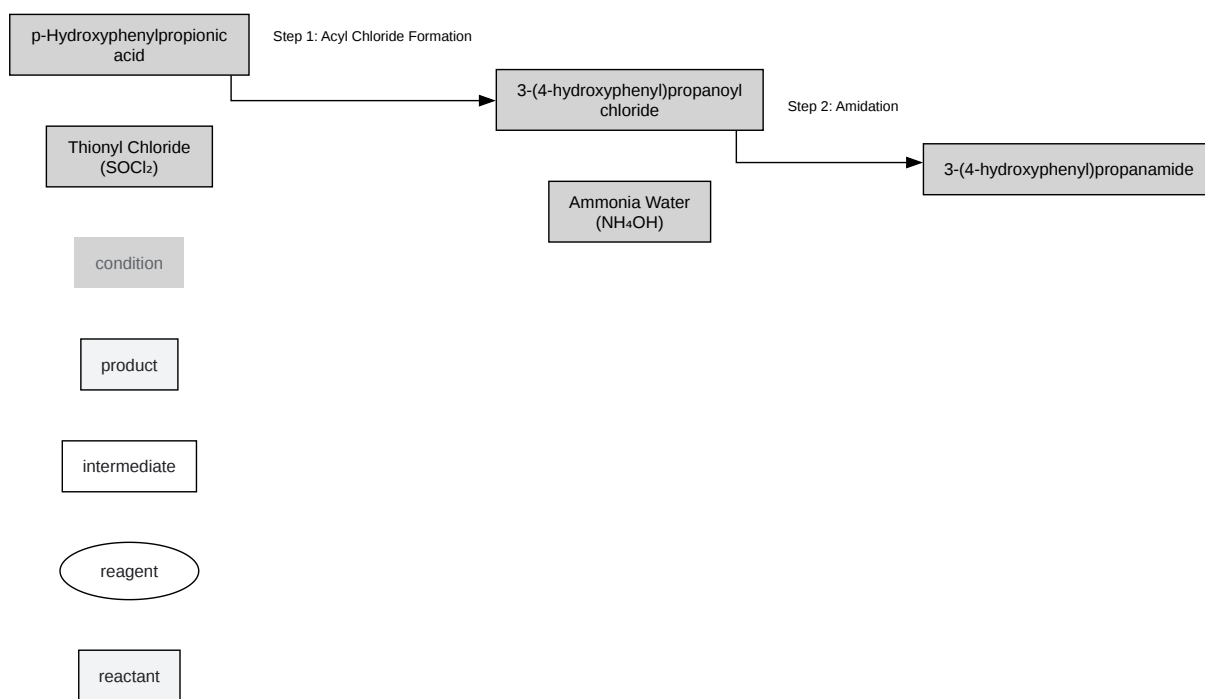 p-Hydroxyphenylpropionic
acid
Step 1: Acyl Chloride Formation
3-(4-hydroxyphenyl)propanoyl
chloride
Step 2: Amidation
Thionyl Chloride
(SOCl₂)
3-(4-hydroxyphenyl)propanamide
Ammonia Water
(NH₄OH)
condition
product
intermediate
reagent
reactant